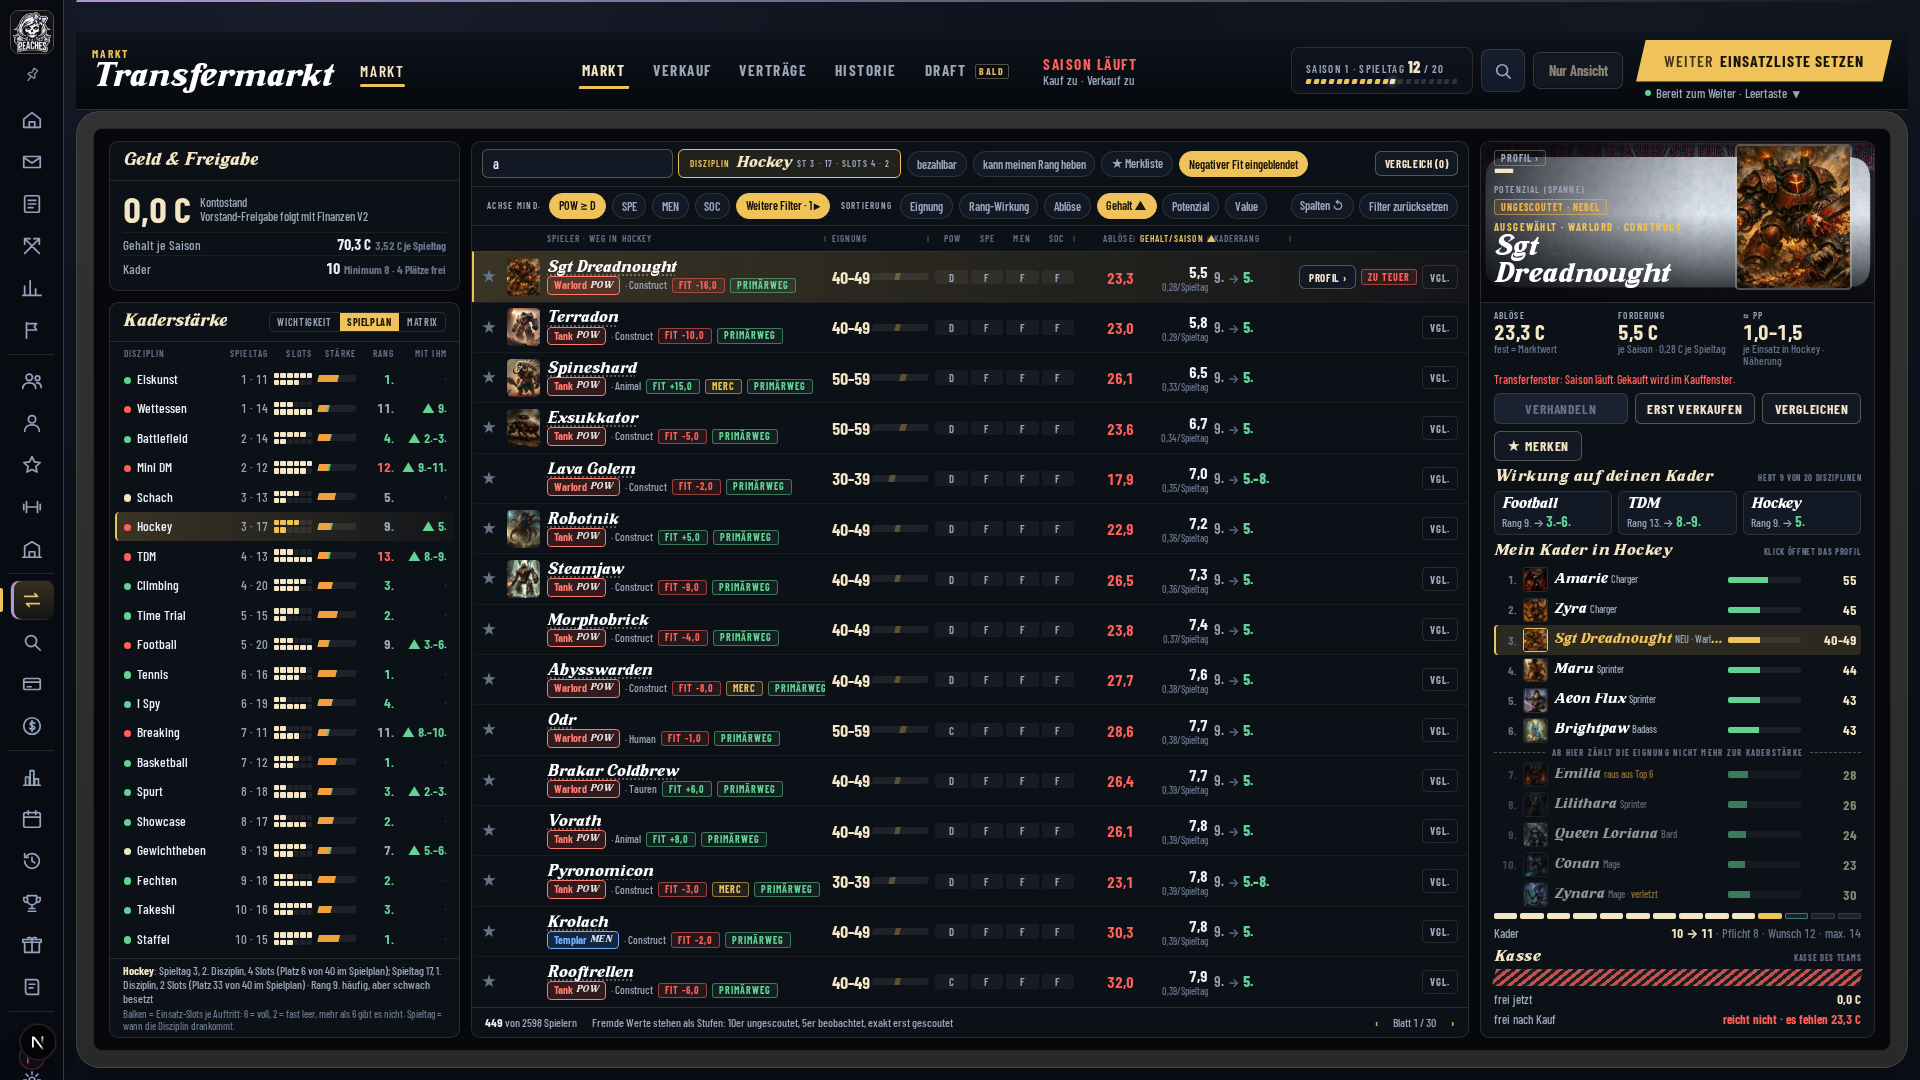 MARKT
Transfermarkt
MARKT
MARKT VERKAUF VERTRÄGE HISTORIE DRAFT BALD
SAISON LÄUFT
Kauf zu · Verkauf zu
SAISON 1 · SPIELTAG 12 / 20
Nur Ansicht
WEITER EINSATZLISTE SETZEN
Bereit zum Weiter · Leertaste ▼
Geld & Freigabe
0,0 C
Kontostand
Vorstand-Freigabe folgt mit Finanzen V2
Gehalt je Saison 70,3 C 3,52 C je Spieltag
Kader 10 Minimum 8 · 4 Plätze frei
Kaderstärke
WICHTIGKEIT SPIELPLAN MATRIX
DISZIPLIN SPIELTAG SLOTS STÄRKE RANG MIT IHM
Eiskunst 1 · 11 1.
Wettessen 1 · 14 11. ▲ 9.
Battlefield 2 · 14 4. ▲ 2.-3.
Mini DM 2 · 12 12. ▲ 9.-11.
Schach 3 · 13 5.
Hockey 3 · 17 9. ▲ 5.
TDM 4 · 13 13. ▲ 8.-9.
Climbing 4 · 20 3.
Time Trial 5 · 15 2.
Football 5 · 20 9. ▲ 3.-6.
Tennis 6 · 16 1.
I Spy 6 · 19 4.
Breaking 7 · 11 11. ▲ 8.-10.
Basketball 7 · 12 1.
Spurt 8 · 18 3. ▲ 2.-3.
Showcase 8 · 17 2.
Gewichtheben 9 · 19 7. ▲ 5.-6.
Fechten 9 · 18 2.
Takeshi 10 · 16 3.
Staffel 10 · 15 1.
Hockey: Spieltag 3, 2. Disziplin, 4 Slots (Platz 6 von 40 im Spielplan); Spieltag 17, 1.
Disziplin, 2 Slots (Platz 33 von 40 im Spielplan) · Rang 9. häufig, aber schwach
besetzt
Balken = Einsatz-Slots je Auftritt: 6 = voll, 2 = fast leer, mehr als 6 gibt es nicht. Spieltag =
wann die Disziplin drankommt.
a
DISZIPLIN Hockey ST 3 · 17 · SLOTS 4 · 2
bezahlbar
kann meinen Rang heben
★ Merkliste
Negativer Fit eingeblendet
VERGLEICH (0)
ACHSE MIND. POW ≥ D SPE MEN SOC Weitere Filter · 1 ▸ SORTIERUNG Eignung Rang-Wirkung Ablöse Gehalt ▲ Potenzial Value Spalten ↺ Filter zurücksetzen
SPIELER · WEG IN HOCKEY EIGNUNG POW SPE MEN SOC ABLÖSE GEHALT/SAISON ▲ KADERRANG
Sgt Dreadnought
Warlord POW · Construct FIT -16,0 PRIMÄRWEG
40-49 D F F F 23,3 5,5 0,28/Spieltag 9. → 5. PROFIL › ZU TEUER VGL.
Terradon
Tank POW · Construct FIT -10,0 PRIMÄRWEG
40-49 D F F F 23,0 5,8 0,29/Spieltag 9. → 5. VGL.
Spineshard
Tank POW · Animal FIT +15,0 MERC PRIMÄRWEG
50-59 D F F F 26,1 6,5 0,33/Spieltag 9. → 5. VGL.
Exsukkator
Tank POW · Construct FIT -5,0 PRIMÄRWEG
50-59 D F F F 23,6 6,7 0,34/Spieltag 9. → 5. VGL.
Lava Golem
Warlord POW · Construct FIT -2,0 PRIMÄRWEG
30-39 D F F F 17,9 7,0 0,35/Spieltag 9. → 5.-8. VGL.
Robotnik
Warlord POW · Construct FIT +5,0 PRIMÄRWEG
40-49 D F F F 22,9 7,2 0,36/Spieltag 9. → 5. VGL.
Steamjaw
Tank POW · Construct FIT -9,0 PRIMÄRWEG
40-49 D F F F 26,5 7,3 0,36/Spieltag 9. → 5. VGL.
Morphobrick
Tank POW · Construct FIT -4,0 PRIMÄRWEG
40-49 D F F F 23,8 7,4 0,37/Spieltag 9. → 5. VGL.
Abysswarden
Warlord POW · Construct FIT -8,0 MERC PRIMÄRWEG
40-49 D F F F 27,7 7,6 0,38/Spieltag 9. → 5. VGL.
Odr
Warlord POW · Human FIT -1,0 PRIMÄRWEG
50-59 C F F F 28,6 7,7 0,38/Spieltag 9. → 5. VGL.
Brakar Coldbrew
Warlord POW · Tauren FIT +6,0 PRIMÄRWEG
40-49 D F F F 26,4 7,7 0,39/Spieltag 9. → 5. VGL.
Vorath
Tank POW · Animal FIT +8,0 PRIMÄRWEG
40-49 D F F F 26,1 7,8 0,39/Spieltag 9. → 5. VGL.
Pyronomicon
Tank POW · Construct FIT -3,0 MERC PRIMÄRWEG
30-39 D F F F 23,1 7,8 0,39/Spieltag 9. → 5.-8. VGL.
Krolach
Templar MEN · Construct FIT -2,0 PRIMÄRWEG
40-49 D F F F 30,3 7,8 0,39/Spieltag 9. → 5. VGL.
Rooftrellen
Tank POW · Construct FIT -6,0 PRIMÄRWEG
40-49 C F F F 32,0 7,9 0,39/Spieltag 9. → 5. VGL.
449 von 2598 Spielern Fremde Werte stehen als Stufen: 10er ungescoutet, 5er beobachtet, exakt erst gescoutet ‹ Blatt 1 / 30 ›
PROFIL ›
POTENZIAL (SPANNE)
UNGESCOUTET · NEBEL
AUSGEWÄHLT · WARLORD · CONSTRUCT
Sgt
Dreadnought
ABLÖSE FORDERUNG ≈ PP
23,3 C 5,5 C 1,0-1,5
fest = Marktwert je Saison · 0,28 C je Spieltag je Einsatz in Hockey ·
Näherung
Transferfenster: Saison läuft. Gekauft wird im Kauffenster.
VERHANDELN ERST VERKAUFEN VERGLEICHEN
★ MERKEN
Wirkung auf deinen Kader HEBT 9 VON 20 DISZIPLINEN
Football TDM Hockey
Rang 9. → 3.-6. Rang 13. → 8.-9. Rang 9. → 5.
Mein Kader in Hockey KLICK ÖFFNET DAS PROFIL
1. Amarie Charger 55
2. Zyra Charger 45
3. Sgt Dreadnought NEU · Warl... 40-49
4. Maru Sprinter 44
5. Aeon Flux Sprinter 43
6. Brightpaw Badass 43
AB HIER ZÄHLT DIE EIGNUNG NICHT MEHR ZUR KADERSTÄRKE
7. Emilia raus aus Top 6 28
8. Lilithara Sprinter 26
9. Queen Loriana Bard 24
10. Conan Mage 23
Zynara Mage · verletzt 30
Kader 10 → 11 · Pflicht 8 · Wunsch 12 · max. 14
Kasse KASSE DES TEAMS
frei jetzt 0,0 C
frei nach Kauf reicht nicht · es fehlen 23,3 C
N